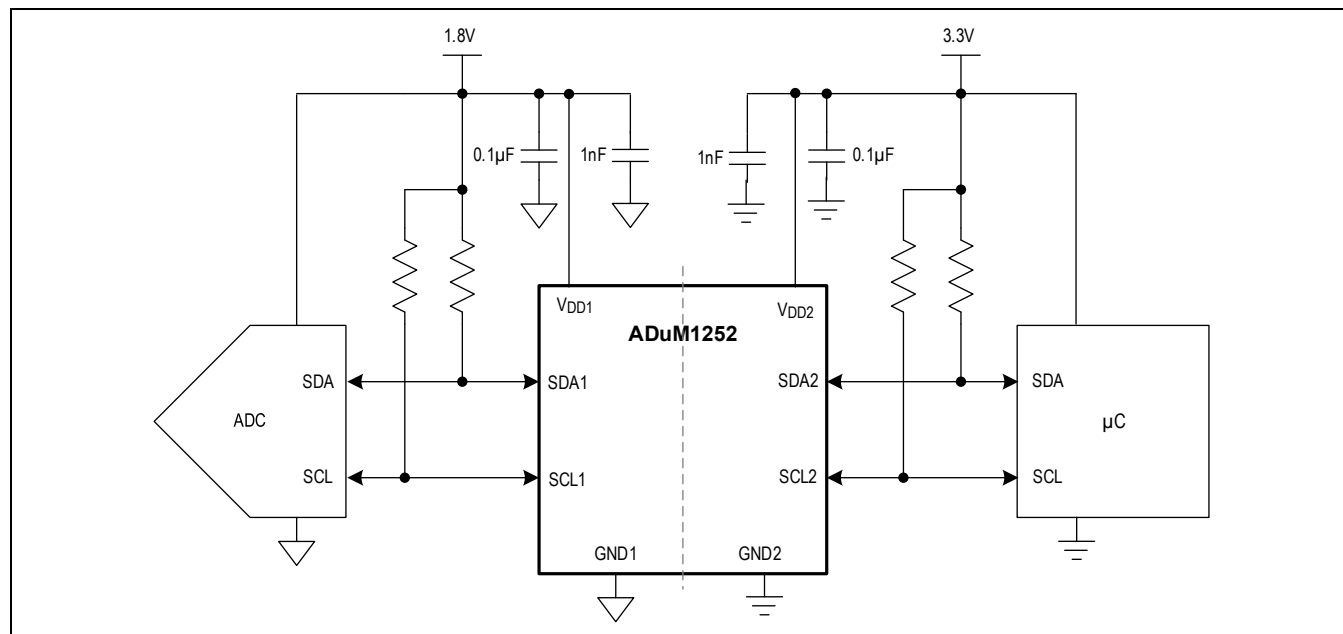 1.8V
3.3V
0.1µF
1nF
1nF
0.1µF
VDD1
VDD2
ADuM1252
SDA
SDA1
SDA2
SDA
ADC
µC
SCL
SCL1
SCL2
SCL
GND1
GND2